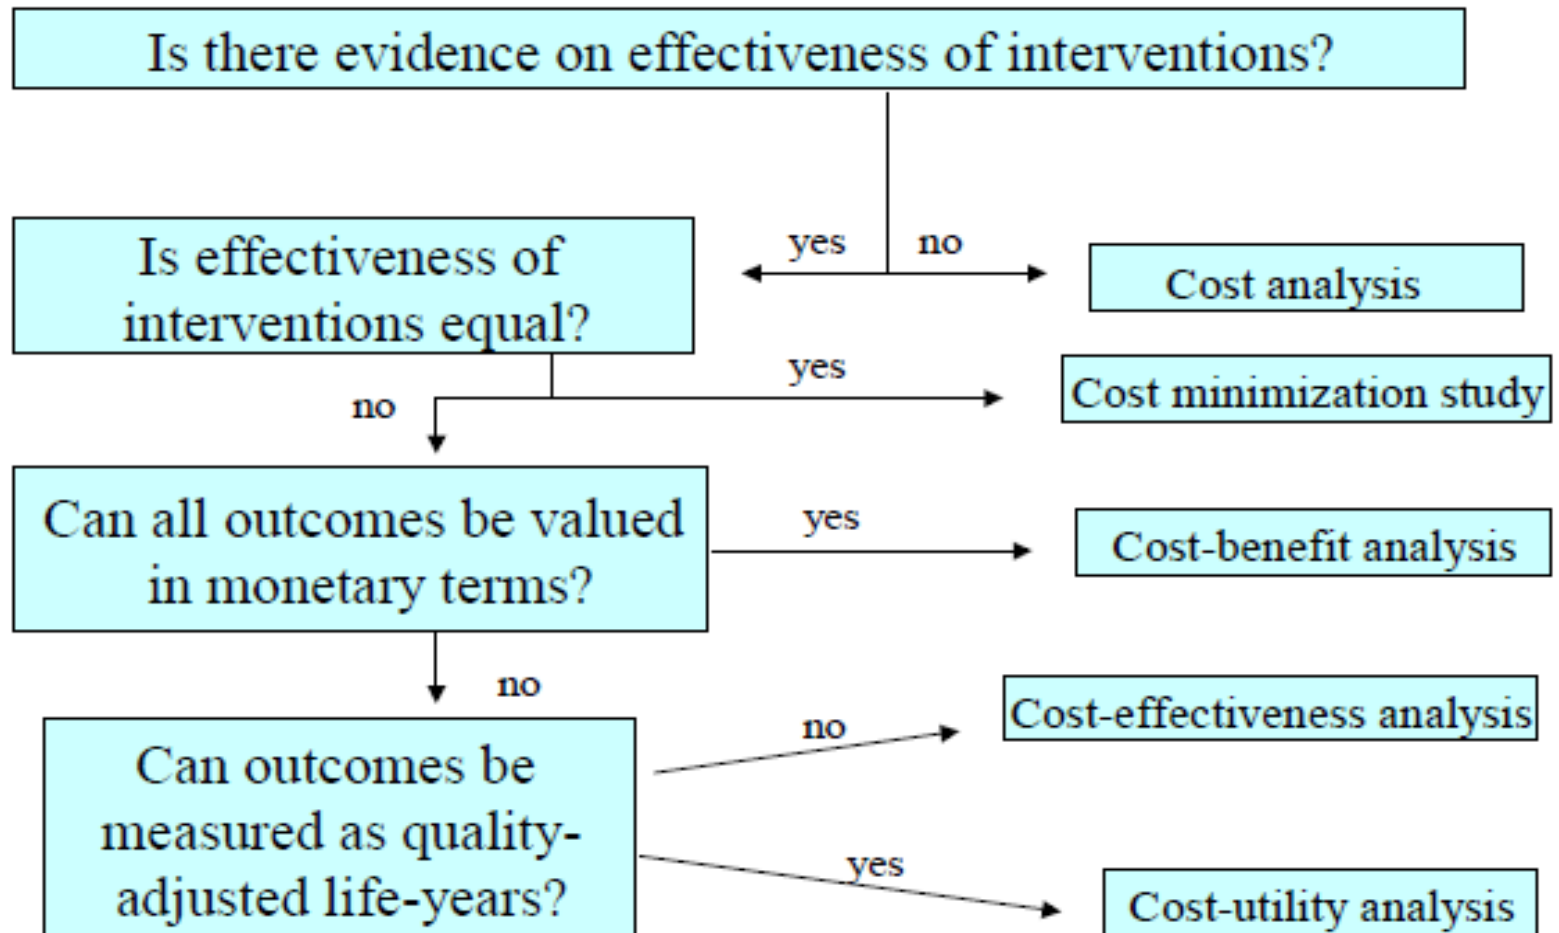 Is there evidence on effectiveness of interventions?
yes
no
Is effectiveness of
interventions equal?
Cost analysis
yes
no
Cost minimization study
Can all outcomes be valued
in monetary terms?
yes
Cost-benefit analysis
no
Can outcomes be
measured as quality-
adjusted life-years?
no
Cost-effectiveness analysis
yes
Cost-utility analysis